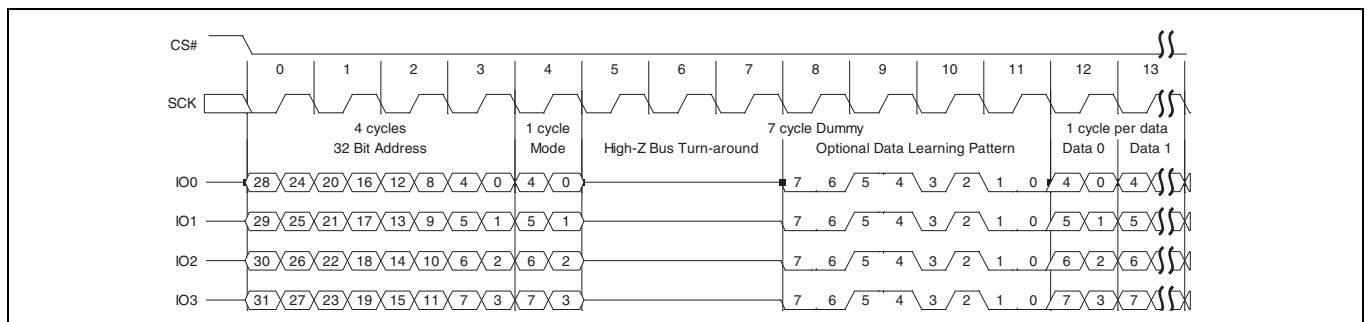 CS#
0 1 2 3 4 5 6 7 8 9 10 11 12 13
SCK
4 cycles 1 cycle 7 cycle Dummy 1 cycle per data
32 Bit Address Mode High-Z Bus Turn-around Optional Data Learning Pattern Data 0 Data 1
IO0 28 24 20 16 12 8 4 0 4 0 7 6 5 4 3 2 1 0 4 0 4
IO1 29 25 21 17 13 9 5 1 5 1 7 6 5 4 3 2 1 0 5 1 5
IO2 30 26 22 18 14 10 6 2 6 2 7 6 5 4 3 2 1 0 6 2 6
IO3 31 27 23 19 15 11 7 3 7 3 7 6 5 4 3 2 1 0 7 3 7